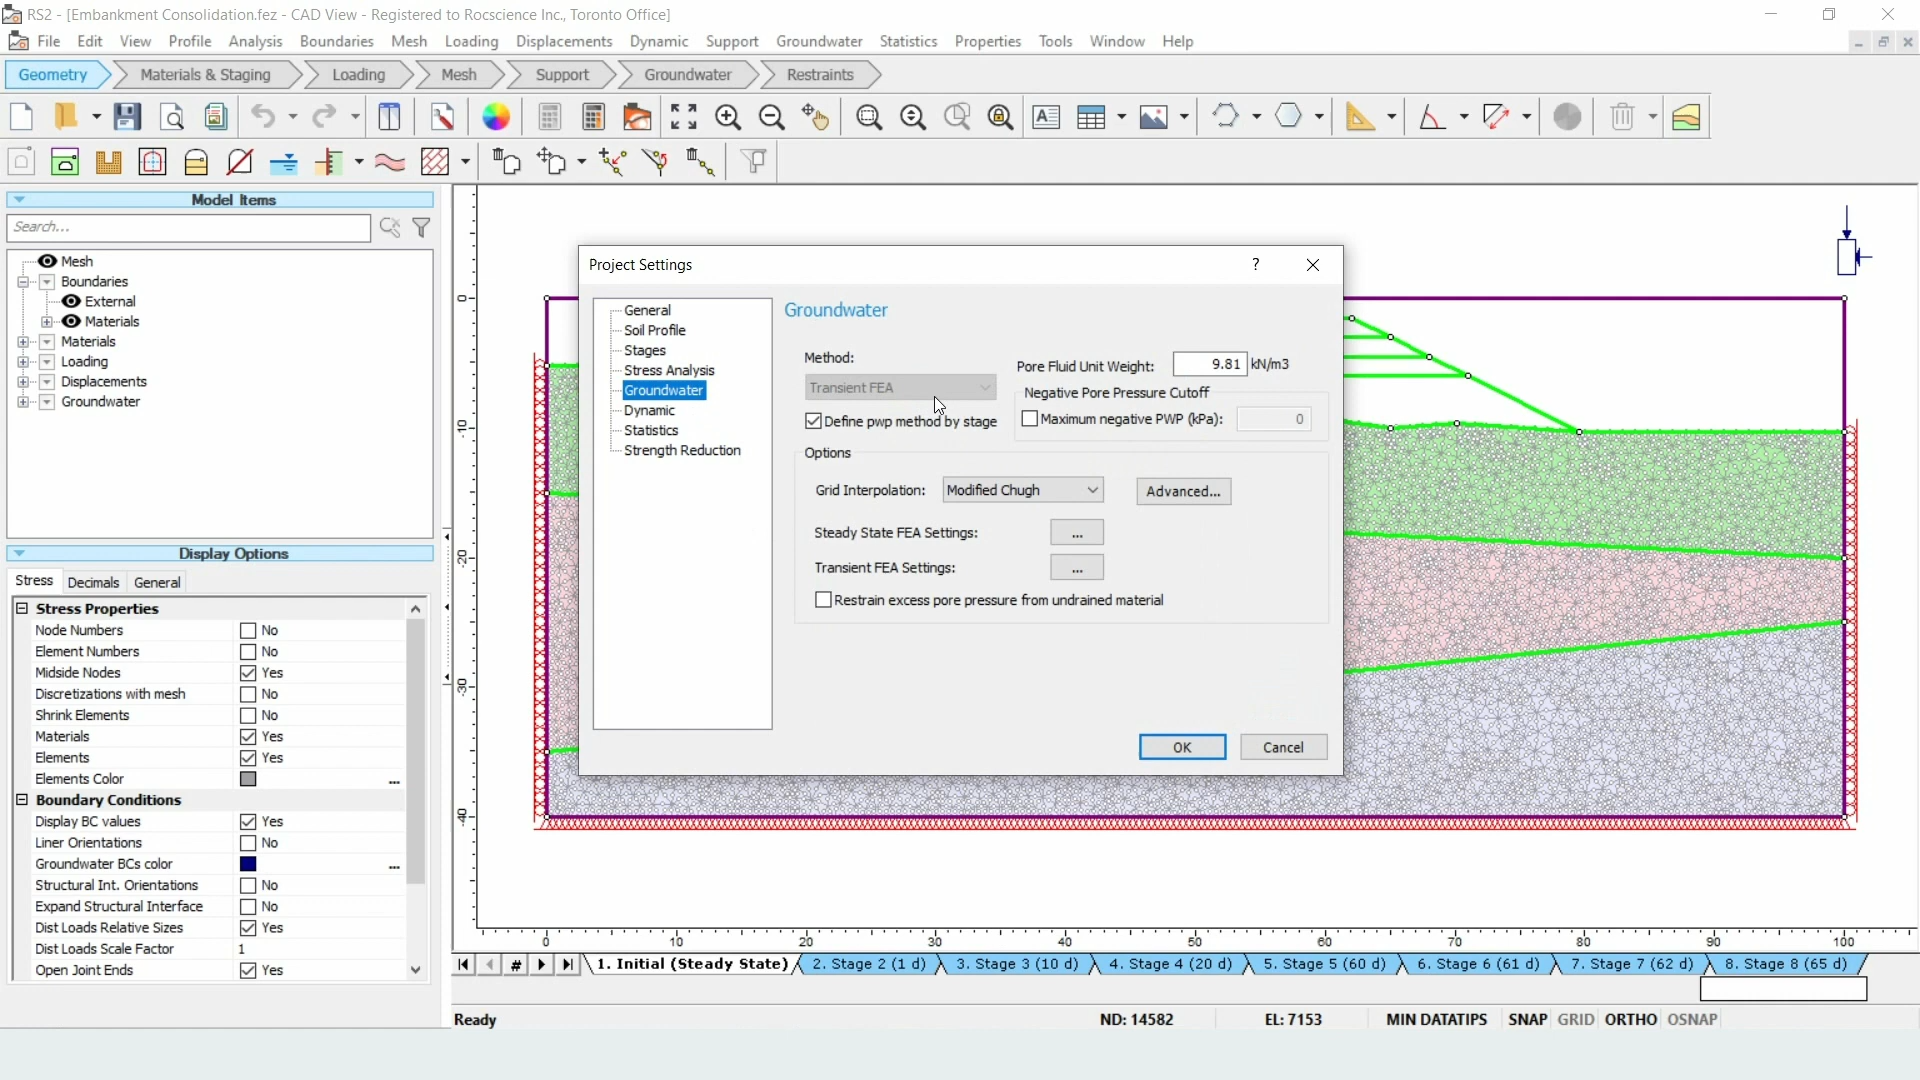 RS2 - [Embankment Consolidation.fez - CAD View - Registered to Rocscience Inc., Toronto Office]
File Edit View Profile Analysis Boundaries Mesh Loading Displacements Dynamic Support Groundwater Statistics Properties Tools Window Help
Geometry Materials & Staging Loading Mesh Support Groundwater Restraints
Model Items
Search...
Mesh
Boundaries
External
Materials
Materials
Loading
Displacements
Groundwater
Display Options
Stress Decimals General
Stress Properties
Node Numbers No
Element Numbers No
Midside Nodes Yes
Discretizations with mesh No
Shrink Elements No
Materials Yes
Elements Yes
Elements Color ...
Boundary Conditions
Display BC values Yes
Liner Orientations No
Groundwater BCs color ...
Structural Int. Orientations No
Expand Structural Interface No
Dist Loads Relative Sizes Yes
Dist Loads Scale Factor 1
Open Joint Ends Yes
Project Settings ?
General
Soil Profile
Stages
Stress Analysis
Groundwater
Dynamic
Statistics
Strength Reduction
Groundwater
Method:
Transient FEA
Define pwp method by stage
Pore Fluid Unit Weight: 9.81 kN/m3
Negative Pore Pressure Cutoff
Maximum negative PWP (kPa): 0
Options
Grid Interpolation: Modified Chugh Advanced...
Steady State FEA Settings: ...
Transient FEA Settings: ...
Restrain excess pore pressure from undrained material
OK Cancel
0
-10
-20
-30
-40
0 10 20 30 40 50 60 70 80 90 100
# 1. Initial (Steady State) 2. Stage 2 (1 d) 3. Stage 3 (10 d) 4. Stage 4 (20 d) 5. Stage 5 (60 d) 6. Stage 6 (61 d) 7. Stage 7 (62 d) 8. Stage 8 (65 d)
Ready ND: 14582 EL: 7153 MIN DATATIPS SNAP GRID ORTHO OSNAP